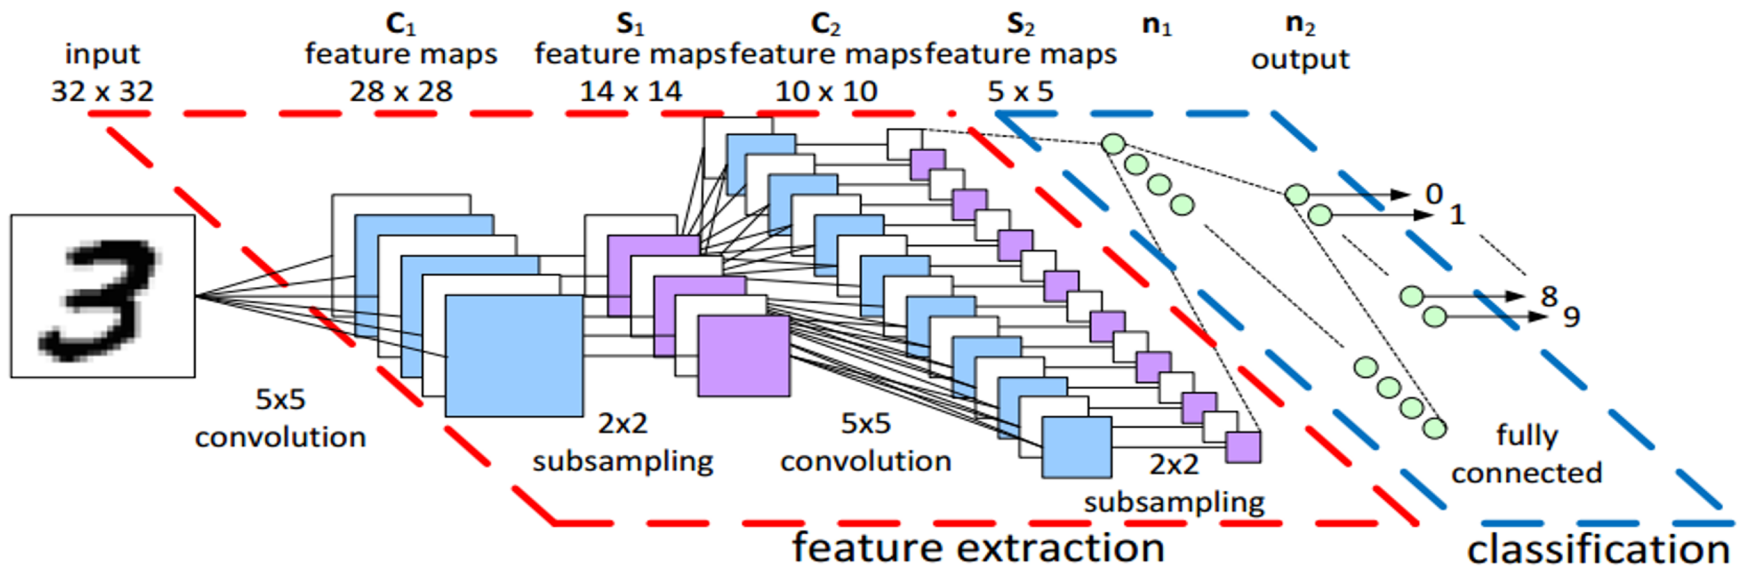 input
32 x 32
C1
feature maps
28 x 28
S1
feature maps
14 x 14
C2
feature maps
10 x 10
S2
feature maps
5 x 5
n1
n2
output
0
1
8
9
5x5
convolution
2x2
subsampling
5x5
convolution
2x2
subsampling
fully
connected
feature extraction
classification
3